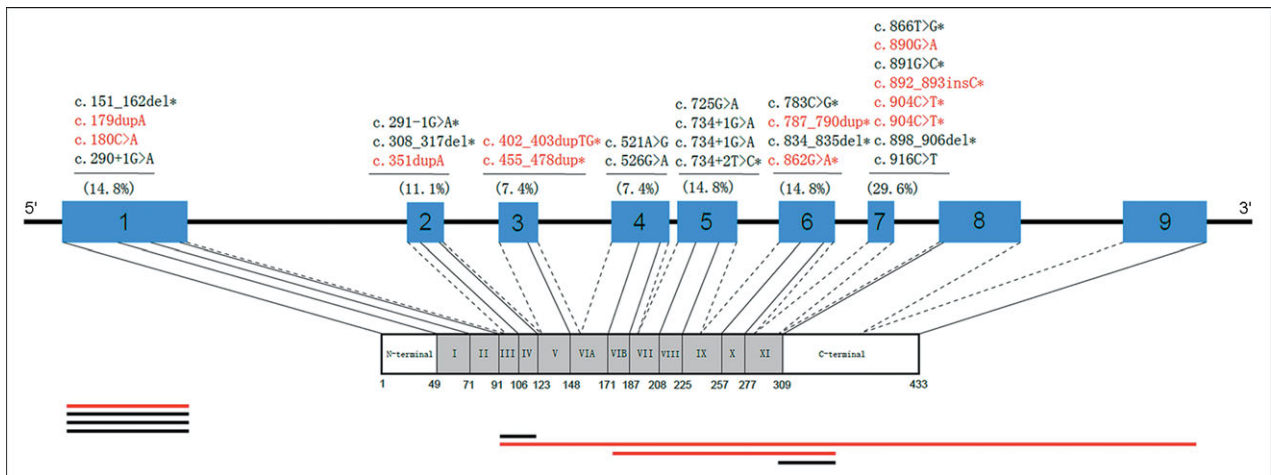 c.151_162del*
c.179dupA
c.180C>A
c.290+1G>A
(14.8%)
c.291-1G>A*
c.308_317del*
c.351dupA
(11.1%)
c.402_403dupTG*
c.455_478dup*
(7.4%)
c.521A>G
c.526G>A
(7.4%)
c.725G>A
c.734+1G>A
c.734+1G>A
c.734+2T>C*
(14.8%)
c.783C>G*
c.787_790dup*
c.834_835del*
c.862G>A*
(14.8%)
c.866T>G*
c.890G>A
c.891G>C*
c.892_893insC*
c.904C>T*
c.904C>T*
c.898_906del*
c.916C>T
(29.6%)
5' 1 2 3 4 5 6 7 8 9 3'
N-terminal I II III IV V VIA VIB VII VIII IX X XI C-terminal
1 49 71 91 106 123 148 171 187 208 225 257 277 309 433